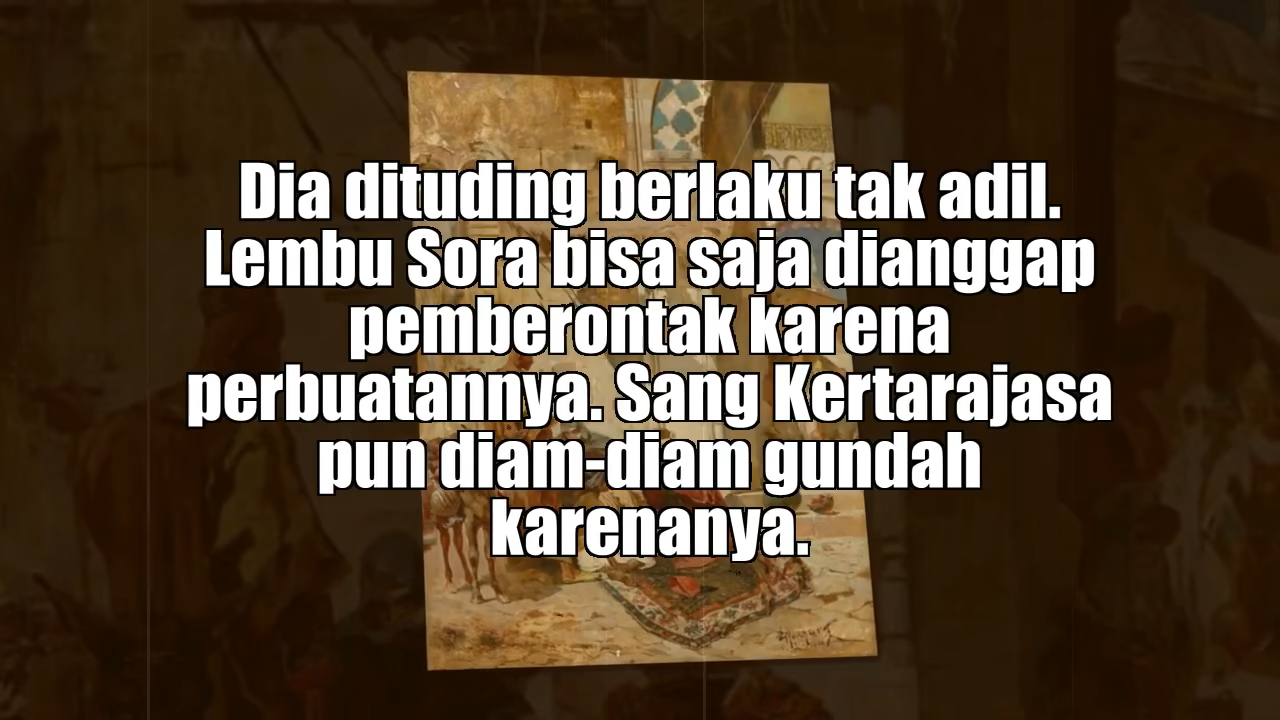 Dia dituding berlaku tak adil.
Lembu Sora bisa saja dianggap
pemberontak karena
perbuatannya. Sang Kertarajasa
pun diam-diam gundah
karenanya.